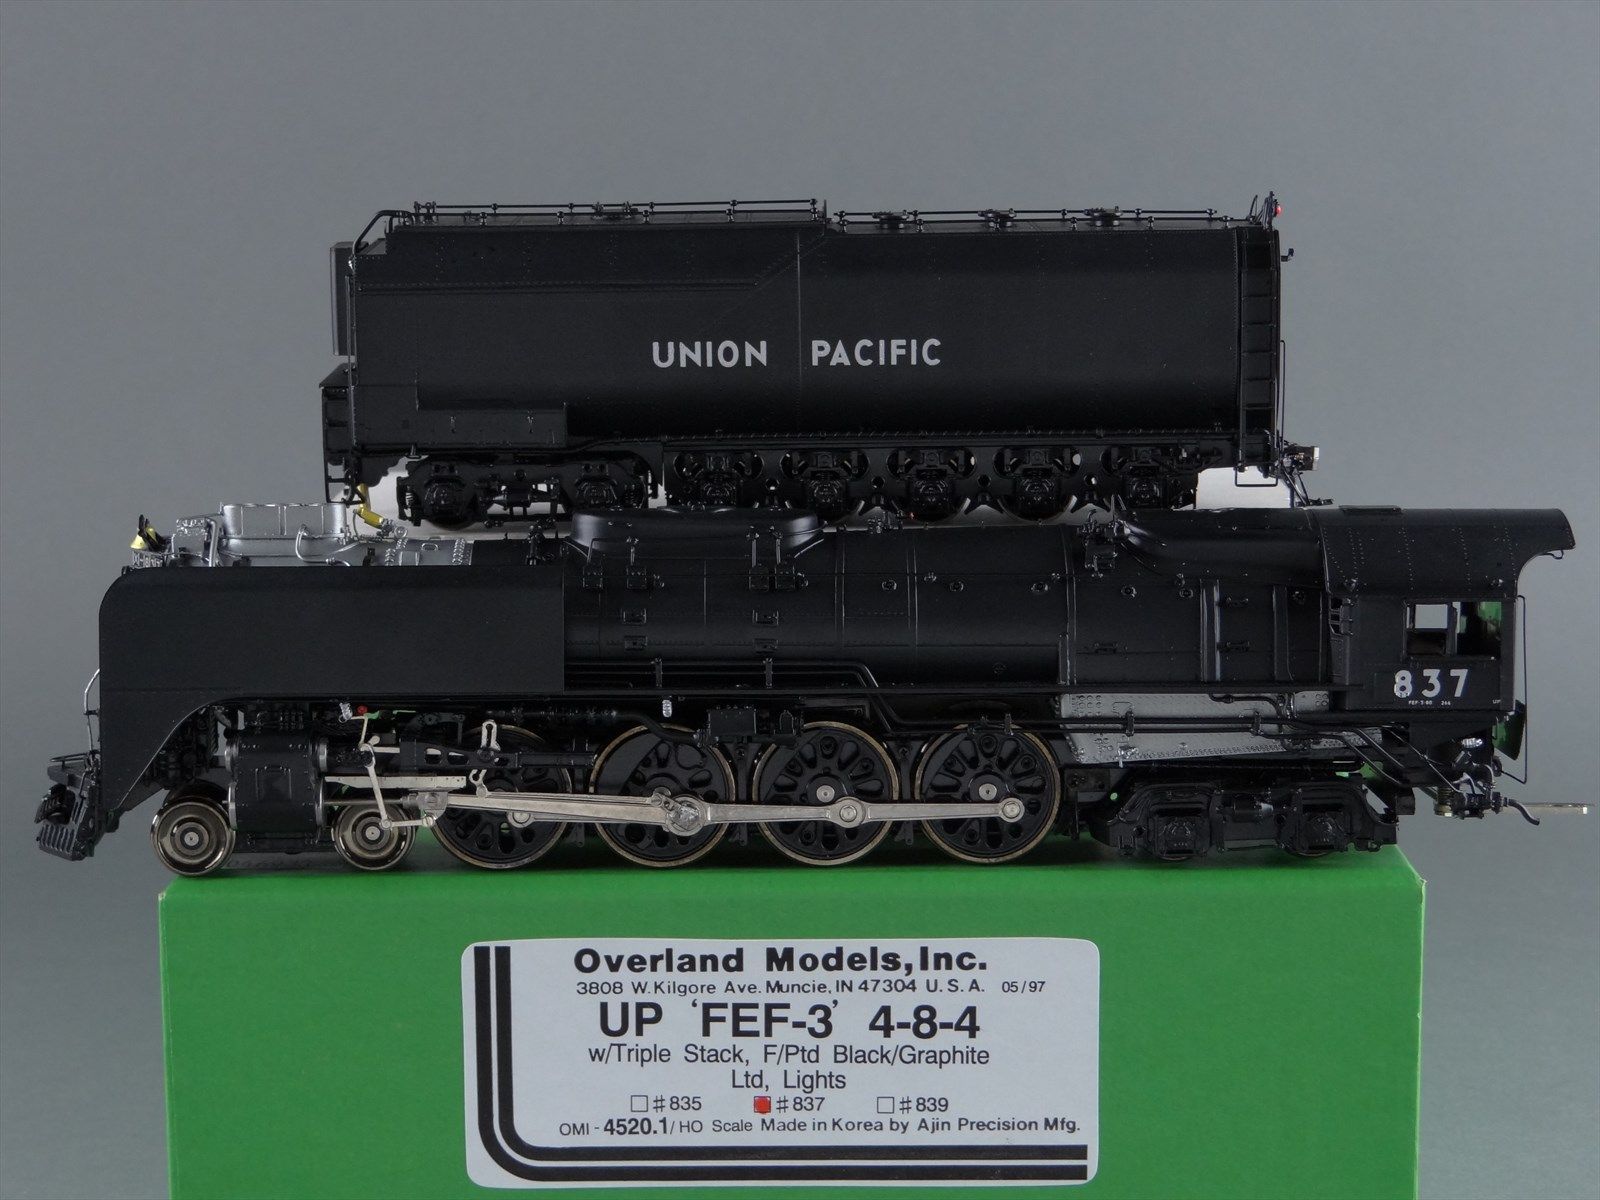 UNION PACIFIC
837
Overland Models, Inc.
3808 W. Kilgore Ave. Muncie, IN 47304 U. S. A. 05/97
UP 'FEF-3' 4-8-4
w/Triple Stack, F/Ptd Black/Graphite
Ltd, Lights
#835 #837 #839
OMI - 4520.1/ HO Scale Made in Korea by Ajin Precision Mfg.